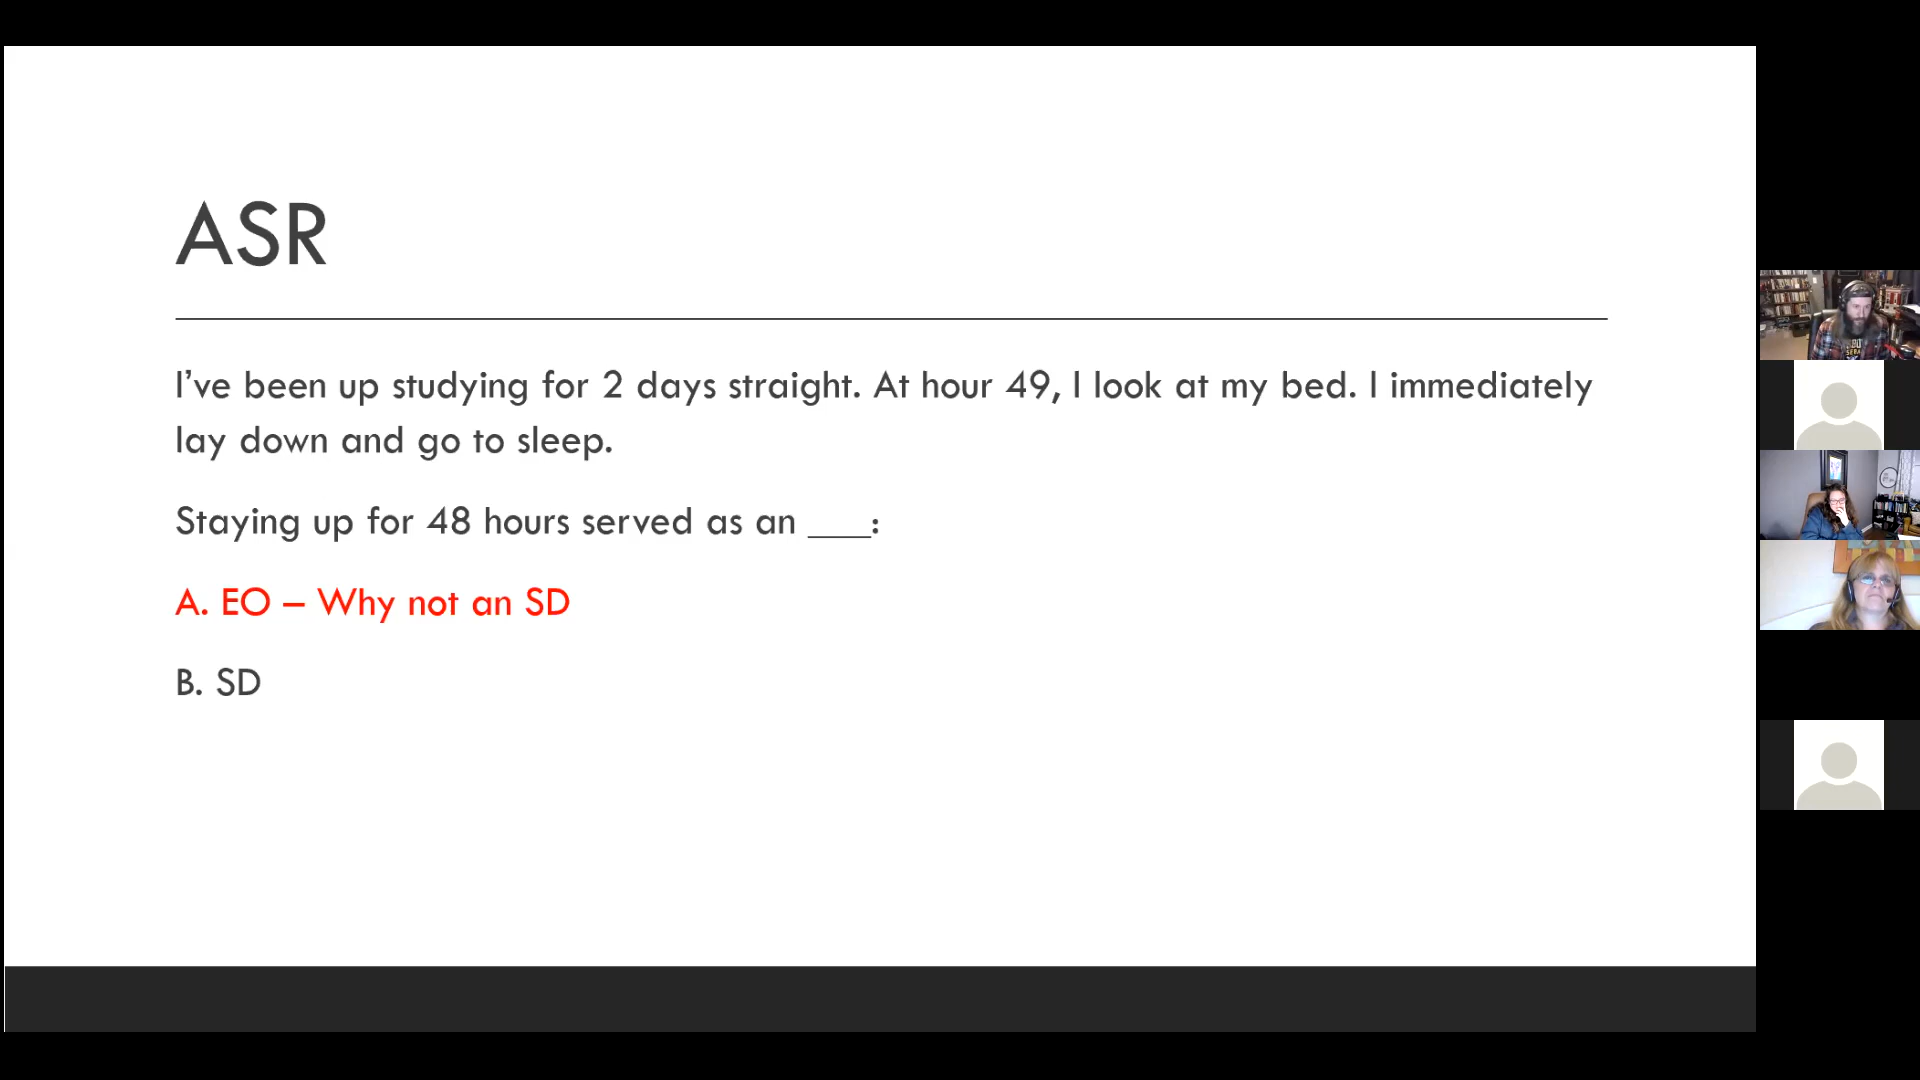 ASR
I’ve been up studying for 2 days straight. At hour 49, I look at my bed. I immediately
lay down and go to sleep.
Staying up for 48 hours served as an ___:
A. EO – Why not an SD
B. SD